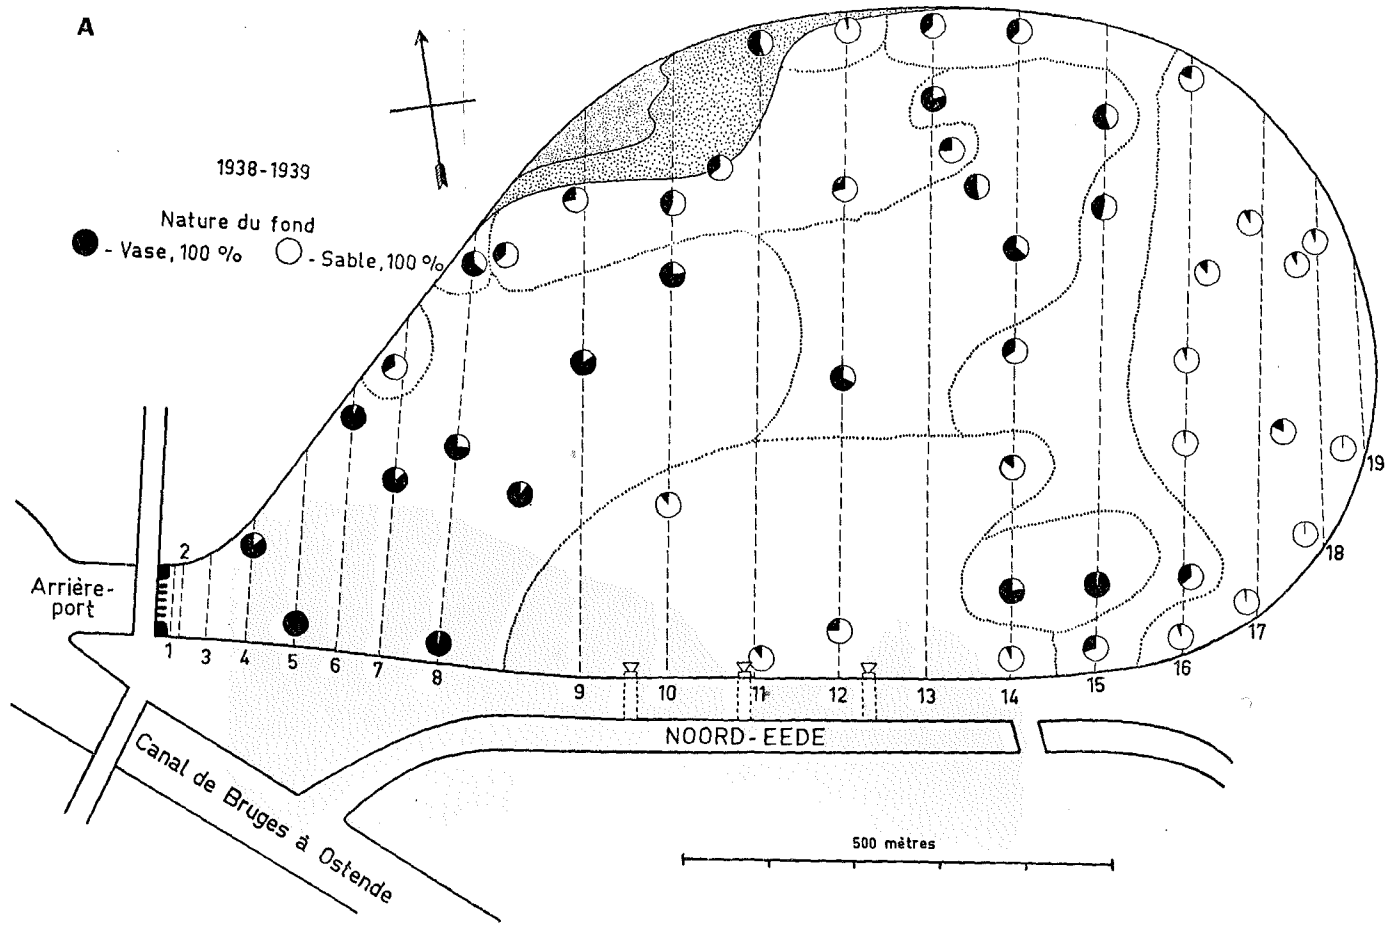 A
1938-1939
Nature du fond
- Vase, 100 % - Sable, 100 %
2
Arrière-
port
1 3 4 5 6 7 8 9 10 11 12 13 14 15 16 17 18 19
NOORD-EEDE
Canal de Bruges à Ostende
500 mètres